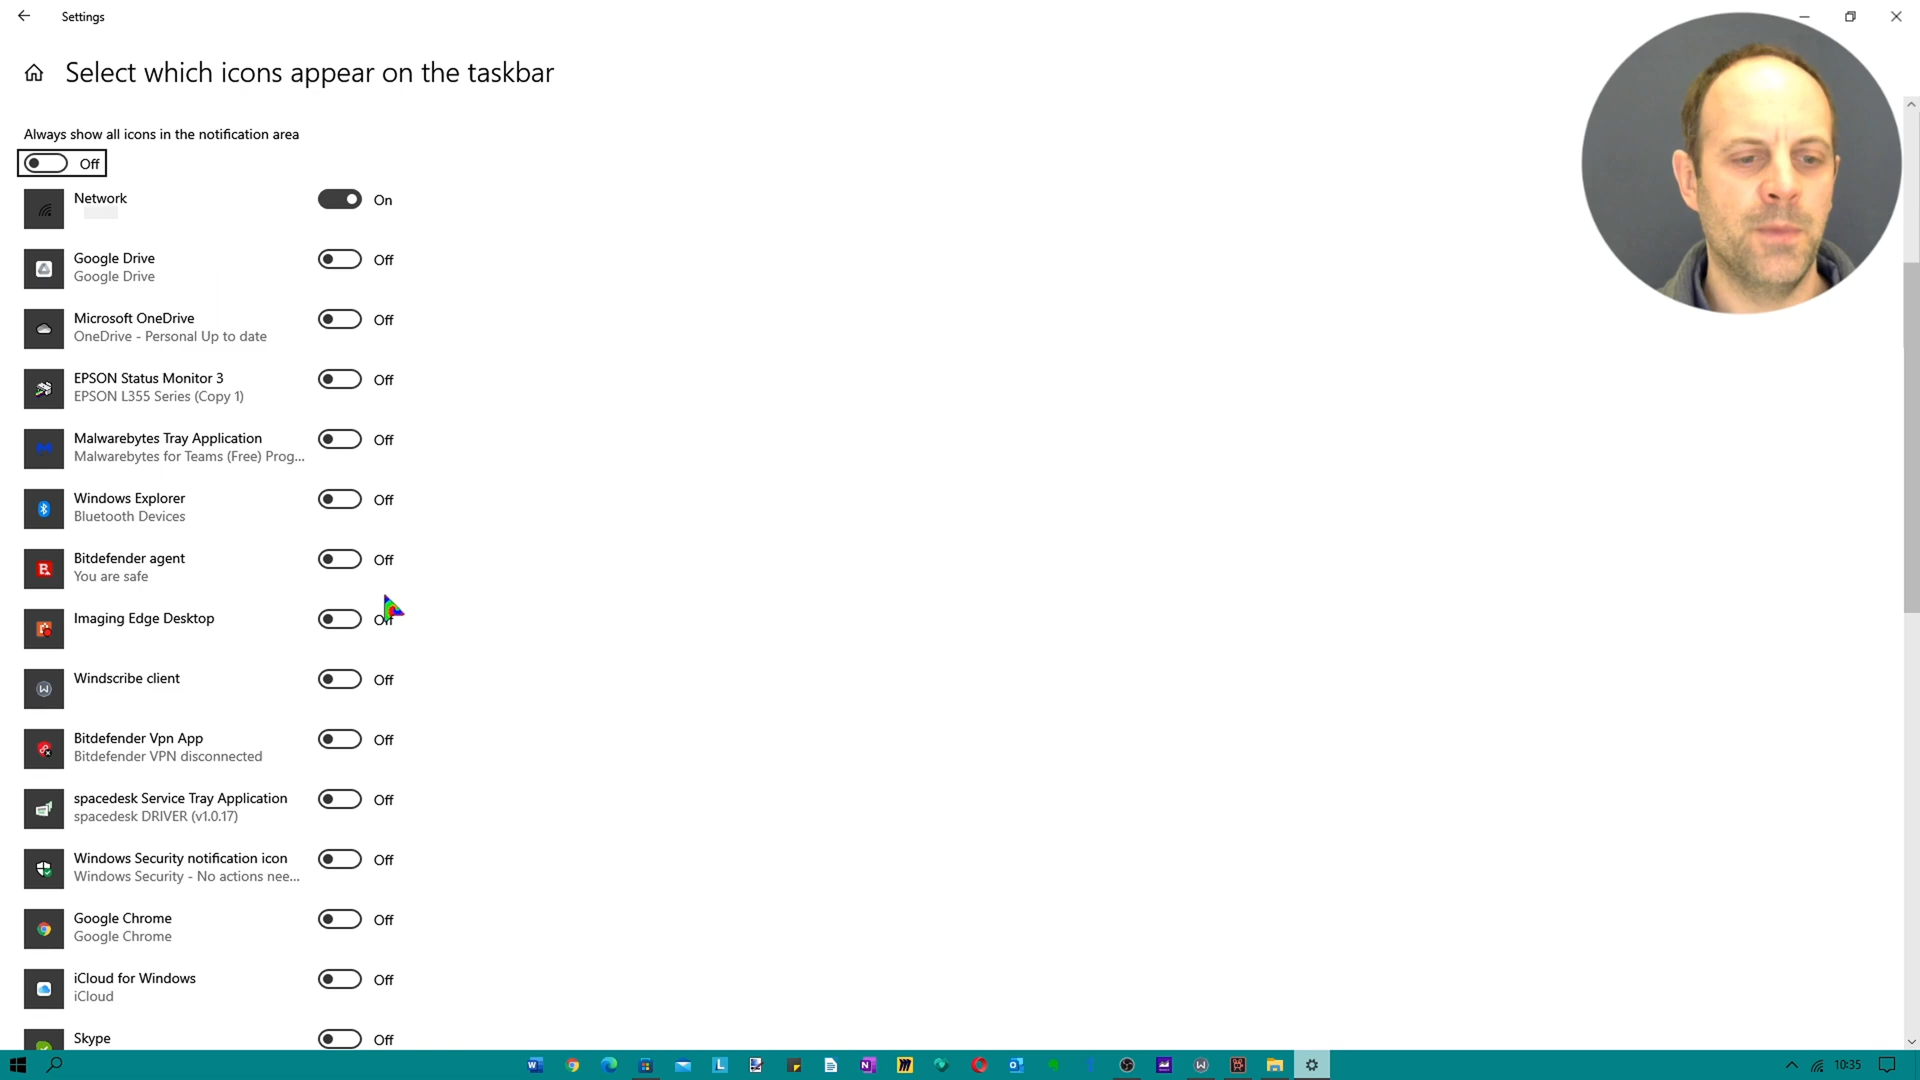 Settings
Select which icons appear on the taskbar
Always show all icons in the notification area
Off
Network
On
Google Drive
Off
Google Drive
Microsoft OneDrive
Off
OneDrive - Personal Up to date
EPSON Status Monitor 3
Off
EPSON L355 Series (Copy 1)
Malwarebytes Tray Application
Off
Malwarebytes for Teams (Free) Prog...
Windows Explorer
Off
Bluetooth Devices
Bitdefender agent
Off
You are safe
Imaging Edge Desktop
Off
Windscribe client
Off
Bitdefender Vpn App
Off
Bitdefender VPN disconnected
spacedesk Service Tray Application
Off
spacedesk DRIVER (v1.0.17)
Windows Security notification icon
Off
Windows Security - No actions nee...
Google Chrome
Off
Google Chrome
iCloud for Windows
Off
iCloud
Skype
Off
10:35